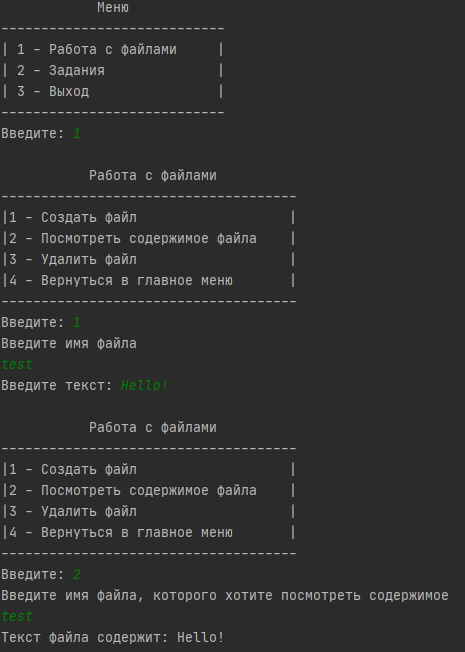 Меню
----------------------------
| 1 - Работа с файлами     |
| 2 - Задания              |
| 3 - Выход                |
----------------------------
Введите: 1
Работа с файлами
-------------------------------------
|1 - Создать файл                   |
|2 - Посмотреть содержимое файла    |
|3 - Удалить файл                   |
|4 - Вернуться в главное меню       |
-------------------------------------
Введите: 1
Введите имя файла
test
Введите текст: Hello!
Работа с файлами
-------------------------------------
|1 - Создать файл                   |
|2 - Посмотреть содержимое файла    |
|3 - Удалить файл                   |
|4 - Вернуться в главное меню       |
-------------------------------------
Введите: 2
Введите имя файла, которого хотите посмотреть содержимое
test
Текст файла содержит: Hello!